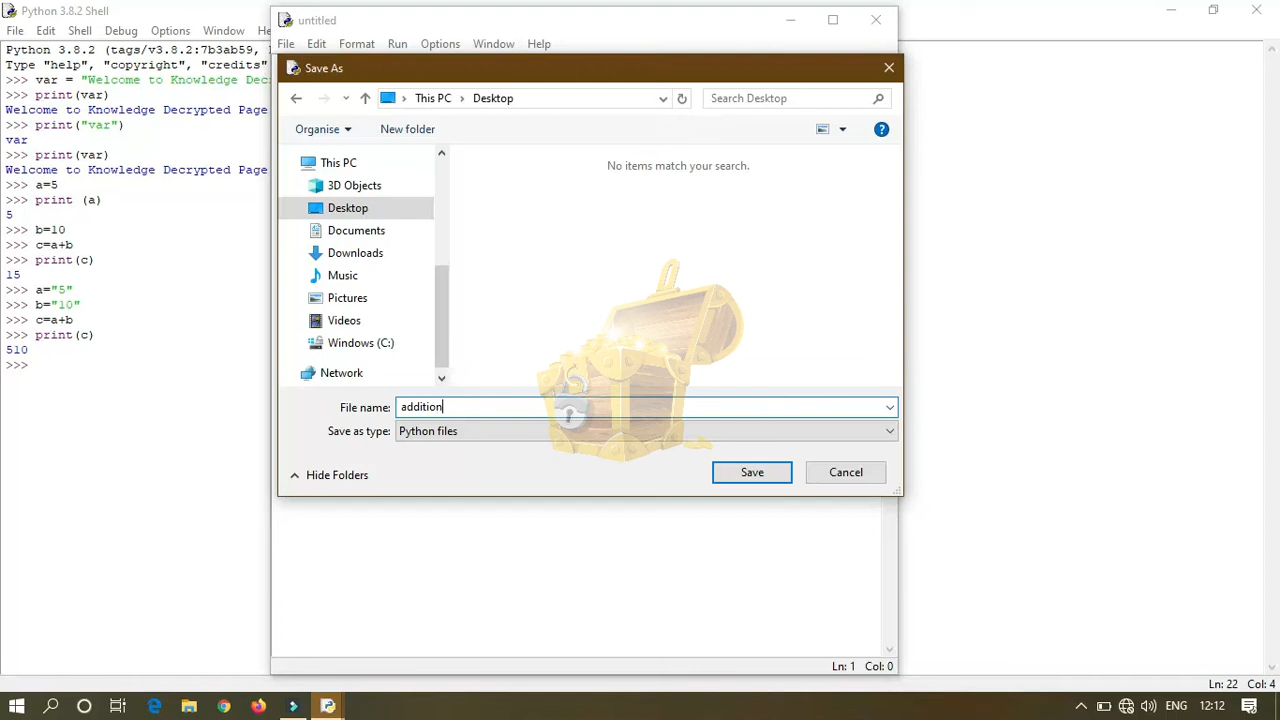 Python 3.8.2 Shell
File Edit Shell Debug Options Window He
Python 3.8.2 (tags/v3.8.2:7b3ab59,
Type "help", "copyright", "credits"
>>> var = "Welcome to Knowledge Dec
>>> print(var)
Welcome to Knowledge Decrypted Page
>>> print("var")
var
>>> print(var)
Welcome to Knowledge Decrypted Page
>>> a=5
>>> print (a)
5
>>> b=10
>>> c=a+b
>>> print(c)
15
>>> a="5"
>>> b="10"
>>> c=a+b
>>> print(c)
510
>>>
untitled
File Edit Format Run Options Window Help
Save As
This PC > Desktop
Search Desktop
Organise New folder
This PC
3D Objects
Desktop
Documents
Downloads
Music
Pictures
Videos
Windows (C:)
Network
No items match your search.
File name: addition
Save as type: Python files
Hide Folders
Save Cancel
Ln: 1 Col: 0
Ln: 22 Col: 4
ENG 12:12